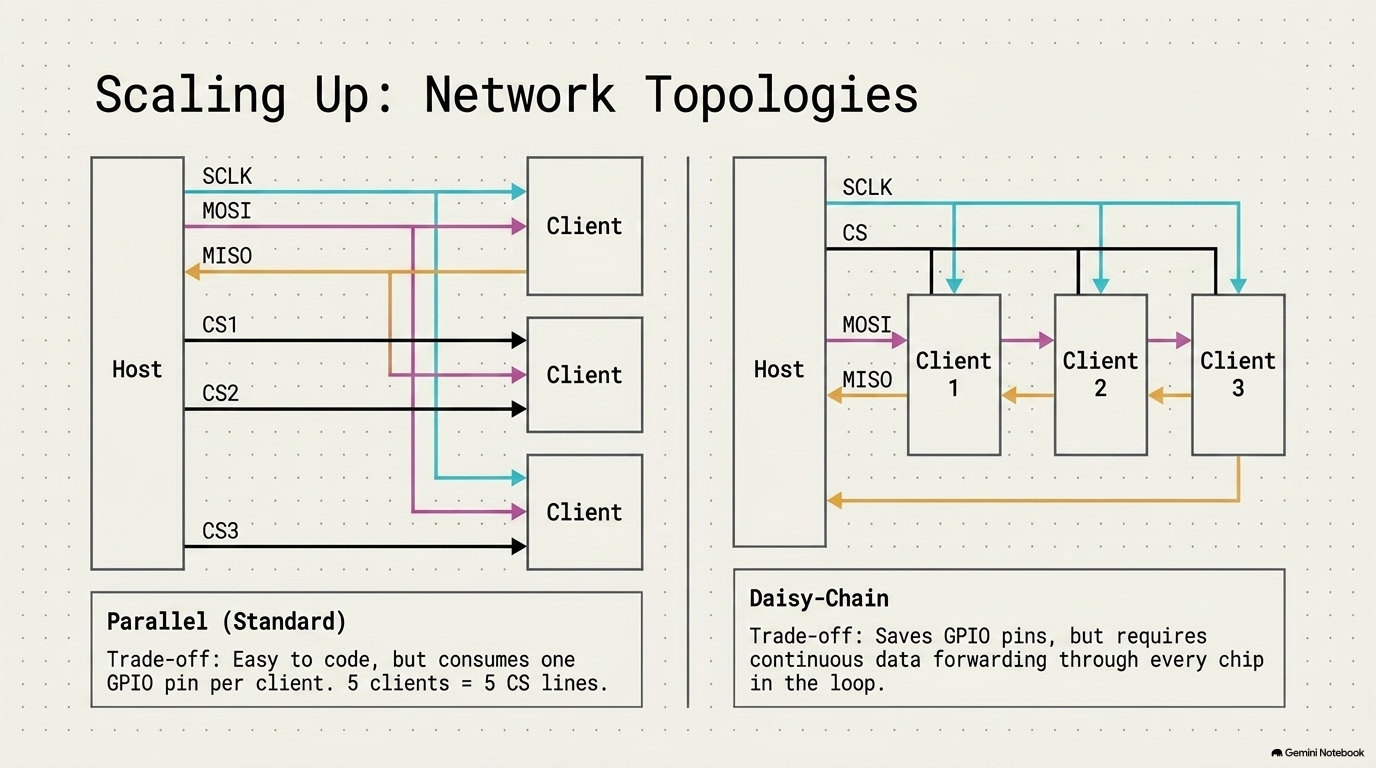 Scaling Up: Network Topologies
SCLK
MOSI
MISO
CS1
CS2
CS3
Host
Client
Client
Client
Parallel (Standard)
Trade-off: Easy to code, but consumes one
GPIO pin per client. 5 clients = 5 CS lines.
SCLK
CS
MOSI
MISO
Host
Client
1
Client
2
Client
3
Daisy-Chain
Trade-off: Saves GPIO pins, but requires
continuous data forwarding through every chip
in the loop.
Gemini Notebook